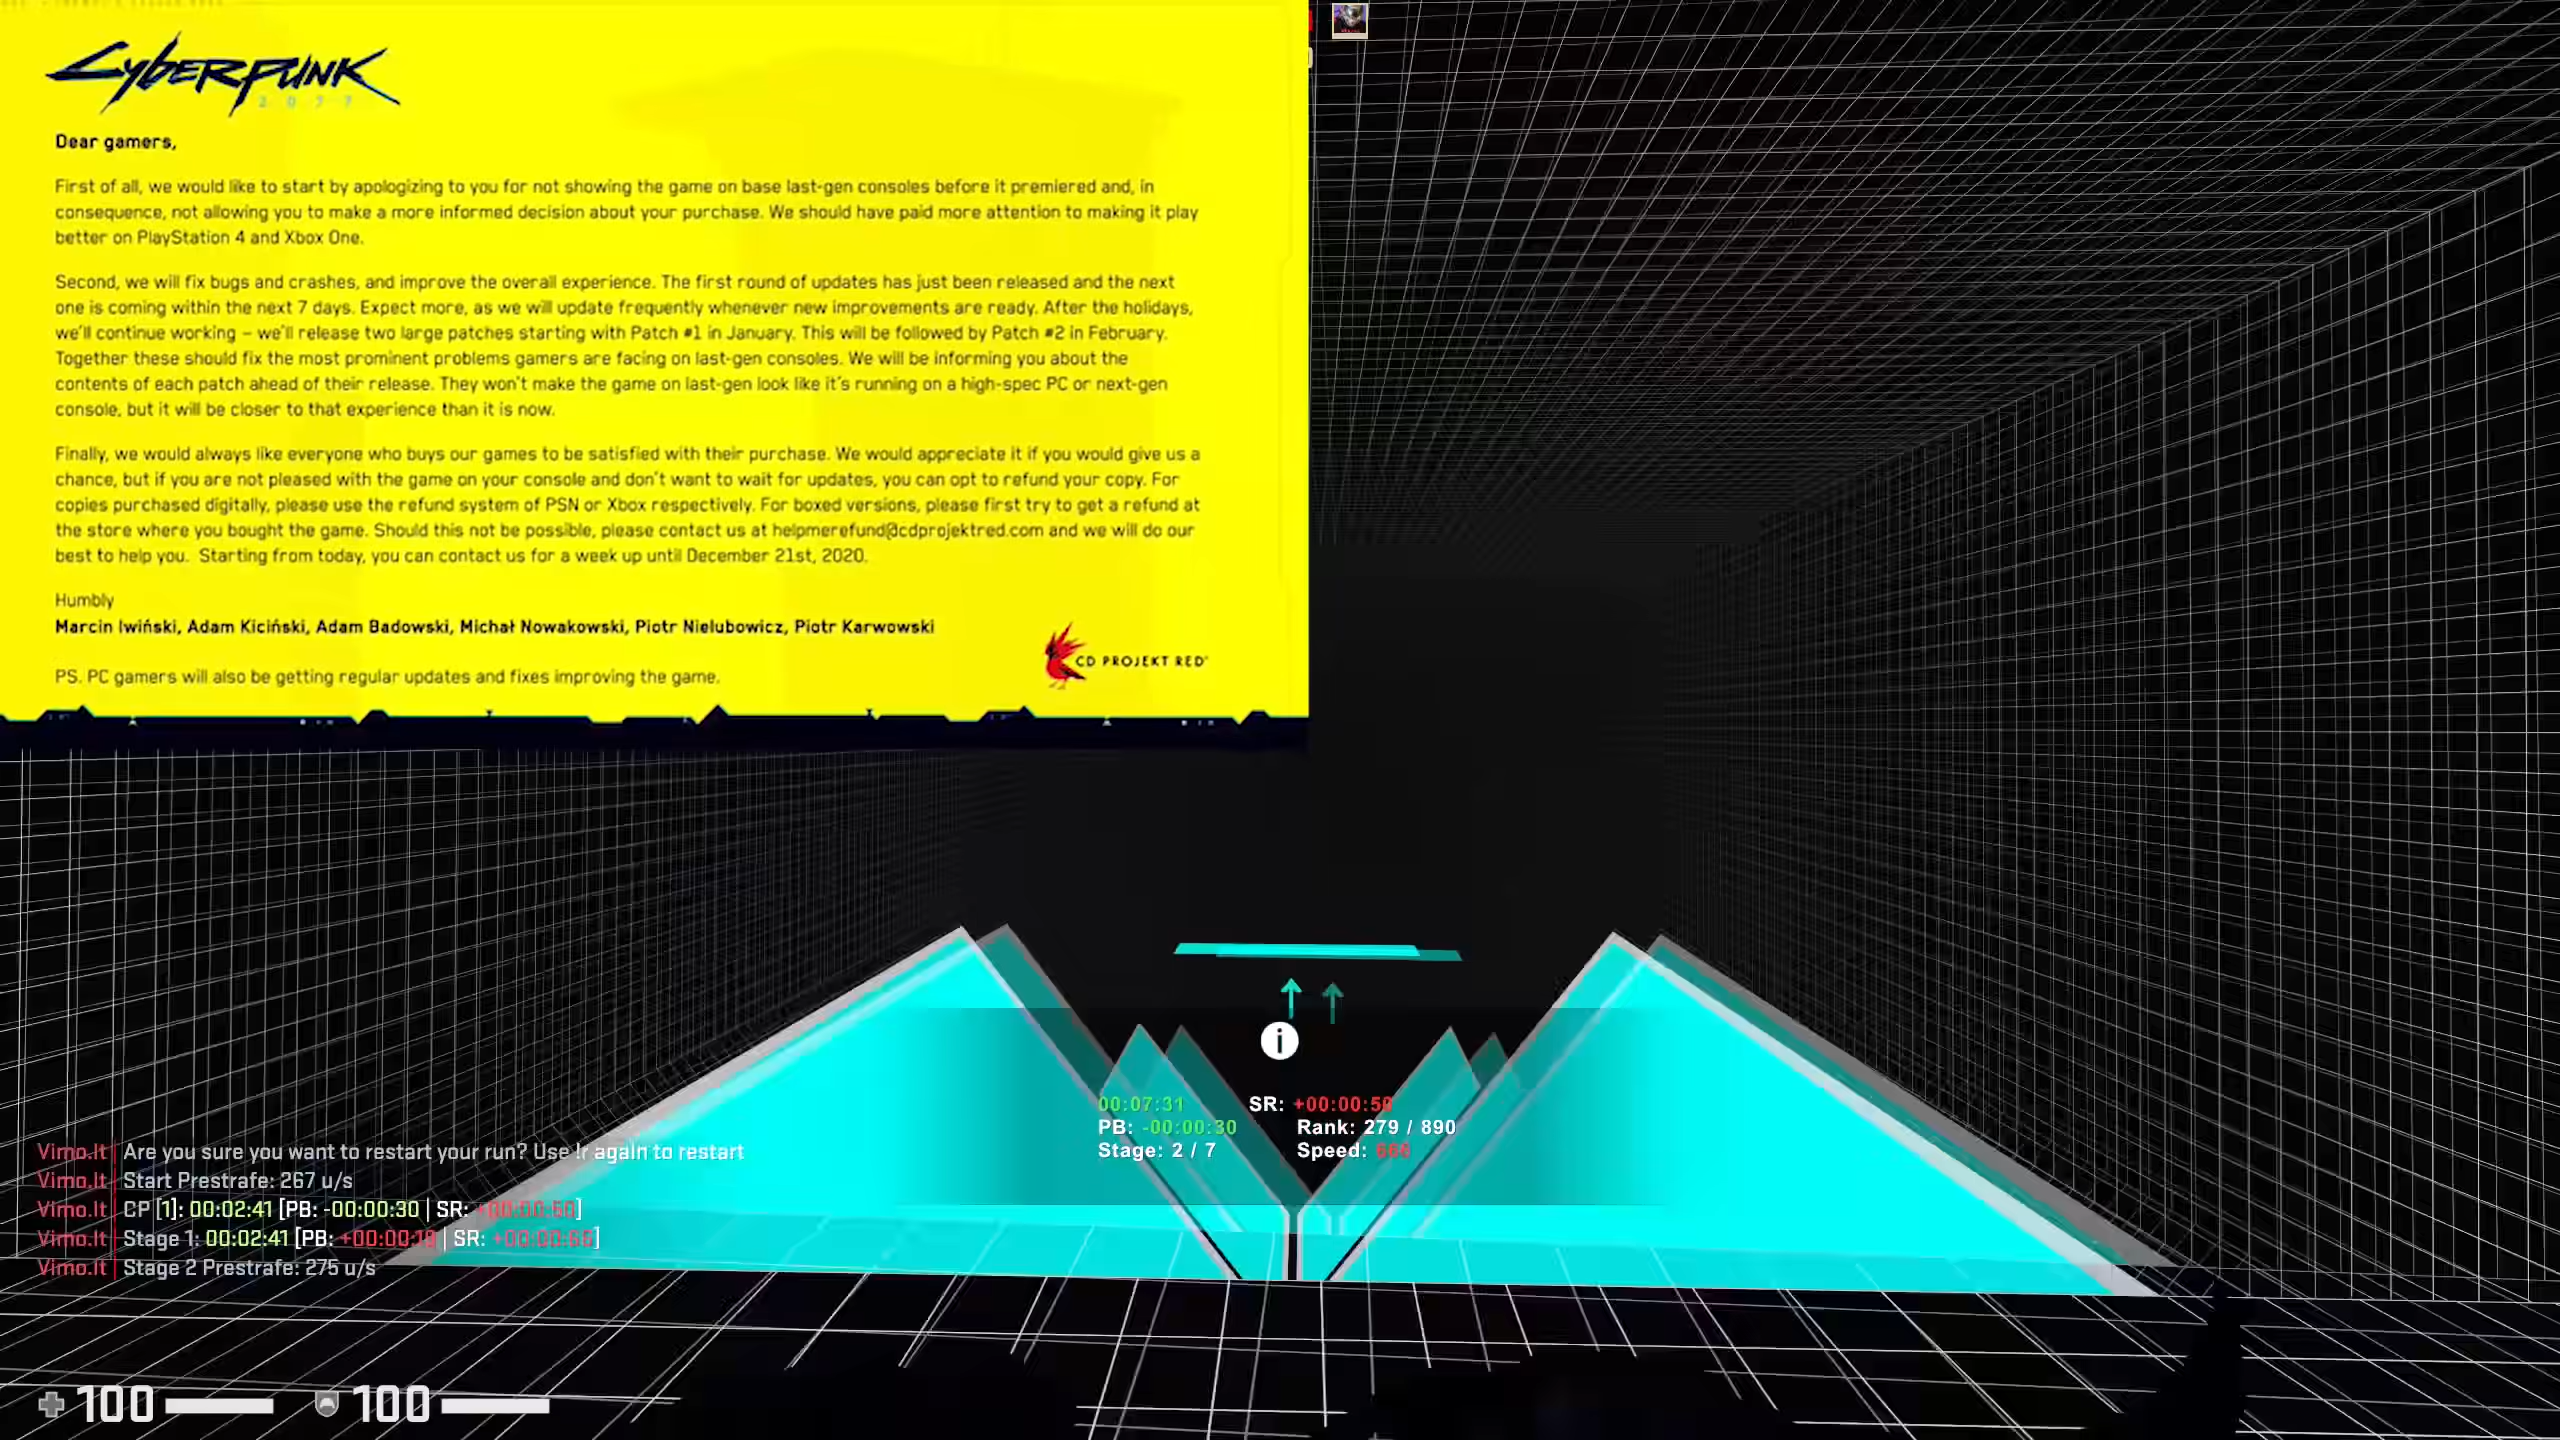 CYBERPUNK
2077
Dear gamers,
First of all, we would like to start by apologizing to you for not showing the game on base last-gen consoles before it premiered and, in
consequence, not allowing you to make a more informed decision about your purchase. We should have paid more attention to making it play
better on PlayStation 4 and Xbox One.
Second, we will fix bugs and crashes, and improve the overall experience. The first round of updates has just been released and the next
one is coming within the next 7 days. Expect more, as we will update frequently whenever new improvements are ready. After the holidays,
we'll continue working – we'll release two large patches starting with Patch #1 in January. This will be followed by Patch #2 in February.
Together these should fix the most prominent problems gamers are facing on last-gen consoles. We will be informing you about the
contents of each patch ahead of their release. They won't make the game on last-gen look like it's running on a high-spec PC or next-gen
console, but it will be closer to that experience than it is now.
Finally, we would always like everyone who buys our games to be satisfied with their purchase. We would appreciate it if you would give us a
chance, but if you are not pleased with the game on your console and don't want to wait for updates, you can opt to refund your copy. For
copies purchased digitally, please use the refund system of PSN or Xbox respectively. For boxed versions, please first try to get a refund at
the store where you bought the game. Should this not be possible, please contact us at helpmerefund@cdprojektred.com and we will do our
best to help you. Starting from today, you can contact us for a week up until December 21st, 2020.
Humbly
Marcin Iwiński, Adam Kiciński, Adam Badowski, Michał Nowakowski, Piotr Nielubowicz, Piotr Karwowski
CD PROJEKT RED
PS. PC gamers will also be getting regular updates and fixes improving the game.
00:07:31 SR: +00:00:50
PB: -00:00:30 Rank: 279 / 890
Stage: 2 / 7 Speed:
Vimo.lt | Are you sure you want to restart your run? Use !r again to restart
Vimo.lt | Start Prestrafe: 267 u/s
Vimo.lt | CP [1]: 00:02:41 [PB: -00:00:30 | SR: +00:00:50]
Vimo.lt | Stage 1: 00:02:41 [PB: | SR: ]
Vimo.lt | Stage 2 Prestrafe: 275 u/s
100 100